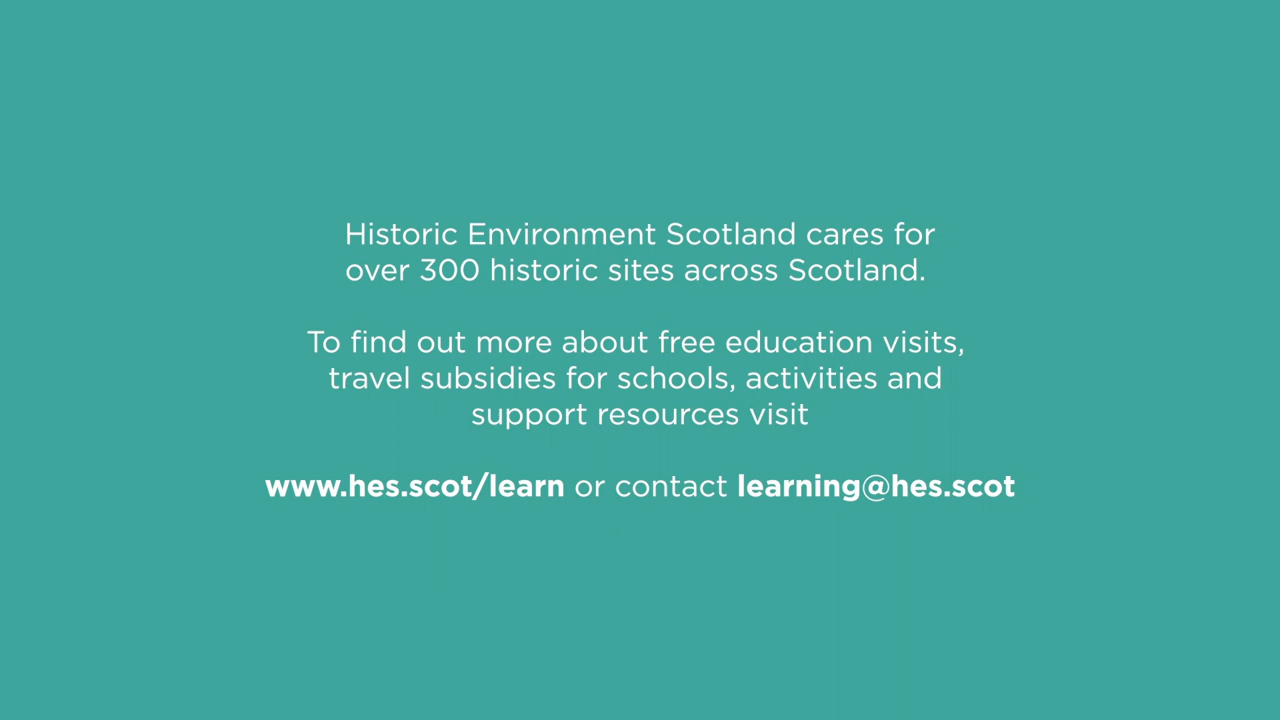 Historic Environment Scotland cares for
over 300 historic sites across Scotland.
To find out more about free education visits,
travel subsidies for schools, activities and
support resources visit
www.hes.scot/learn or contact learning@hes.scot